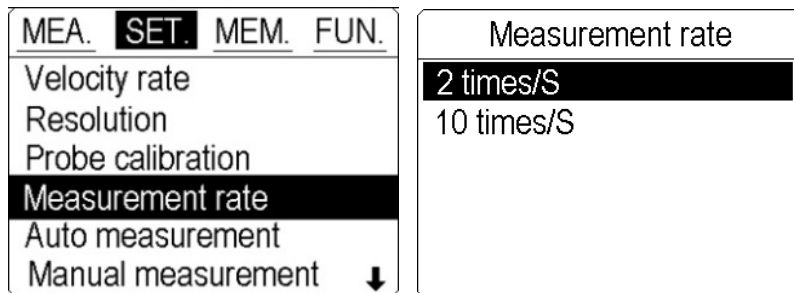 MEA. SET. MEM. FUN.
Velocity rate
Resolution
Probe calibration
Measurement rate
Auto measurement
Manual measurement
Measurement rate
2 times/S
10 times/S